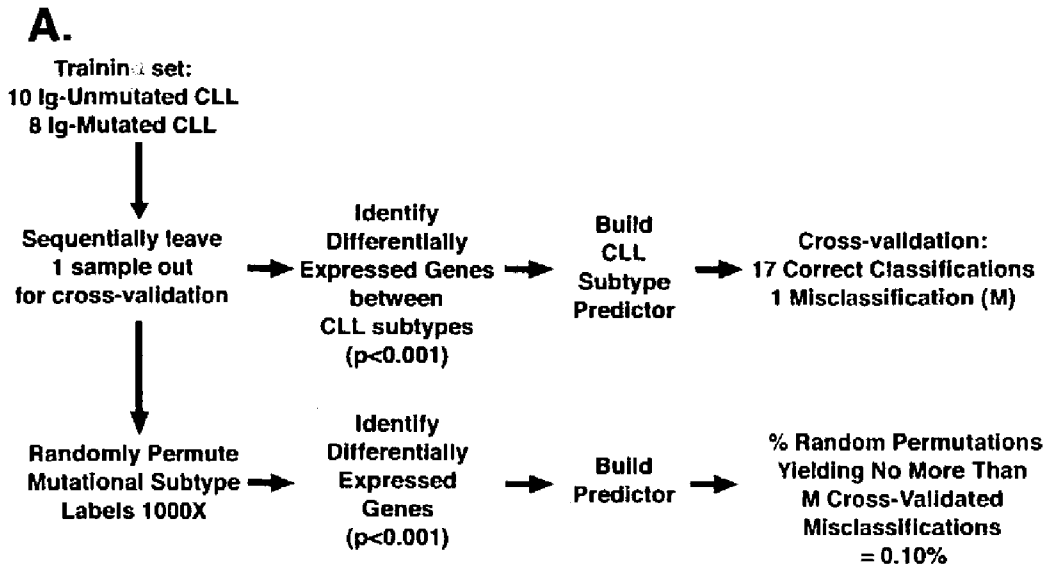 A.
Training set:
10 Ig-Unmutated CLL
8 Ig-Mutated CLL
Sequentially leave
1 sample out
for cross-validation
Identify
Differentially
Expressed Genes
between
CLL subtypes
(p<0.001)
Build
CLL
Subtype
Predictor
Cross-validation:
17 Correct Classifications
1 Misclassification (M)
Randomly Permute
Mutational Subtype
Labels 1000X
Identify
Differentially
Expressed
Genes
(p<0.001)
Build
Predictor
% Random Permutations
Yielding No More Than
M Cross-Validated
Misclassifications
= 0.10%